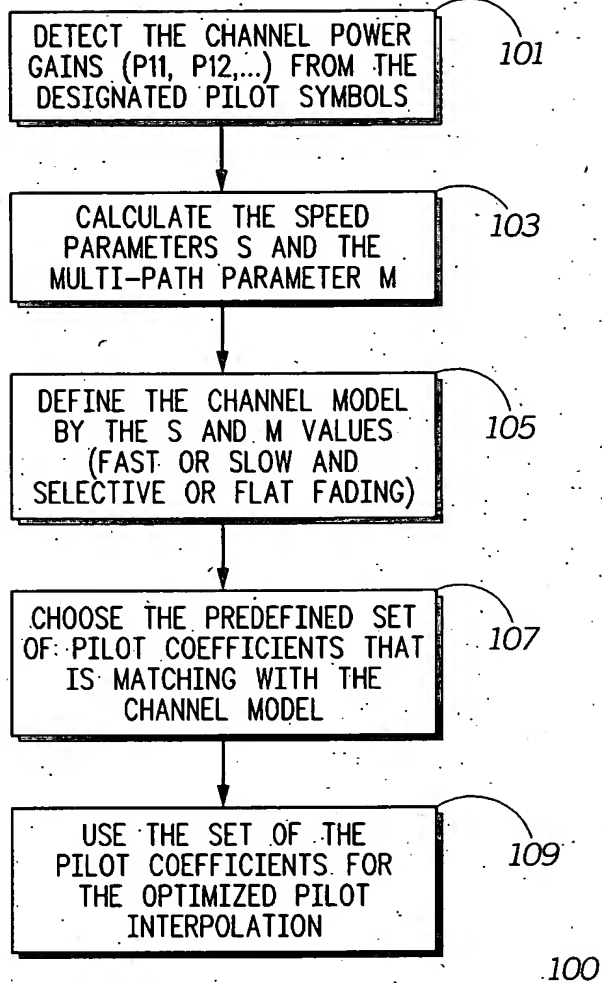 DETECT THE CHANNEL POWER
GAINS (P11, P12,...) FROM THE
DESIGNATED PILOT SYMBOLS
101
CALCULATE THE SPEED
PARAMETERS S AND THE
MULTI-PATH PARAMETER M
103
DEFINE THE CHANNEL MODEL
BY THE S AND M VALUES
(FAST OR SLOW AND
SELECTIVE OR FLAT FADING)
105
CHOOSE THE PREDEFINED SET
OF PILOT COEFFICIENTS THAT
IS MATCHING WITH THE
CHANNEL MODEL
107
USE THE SET OF THE
PILOT COEFFICIENTS FOR
THE OPTIMIZED PILOT
INTERPOLATION
109
100